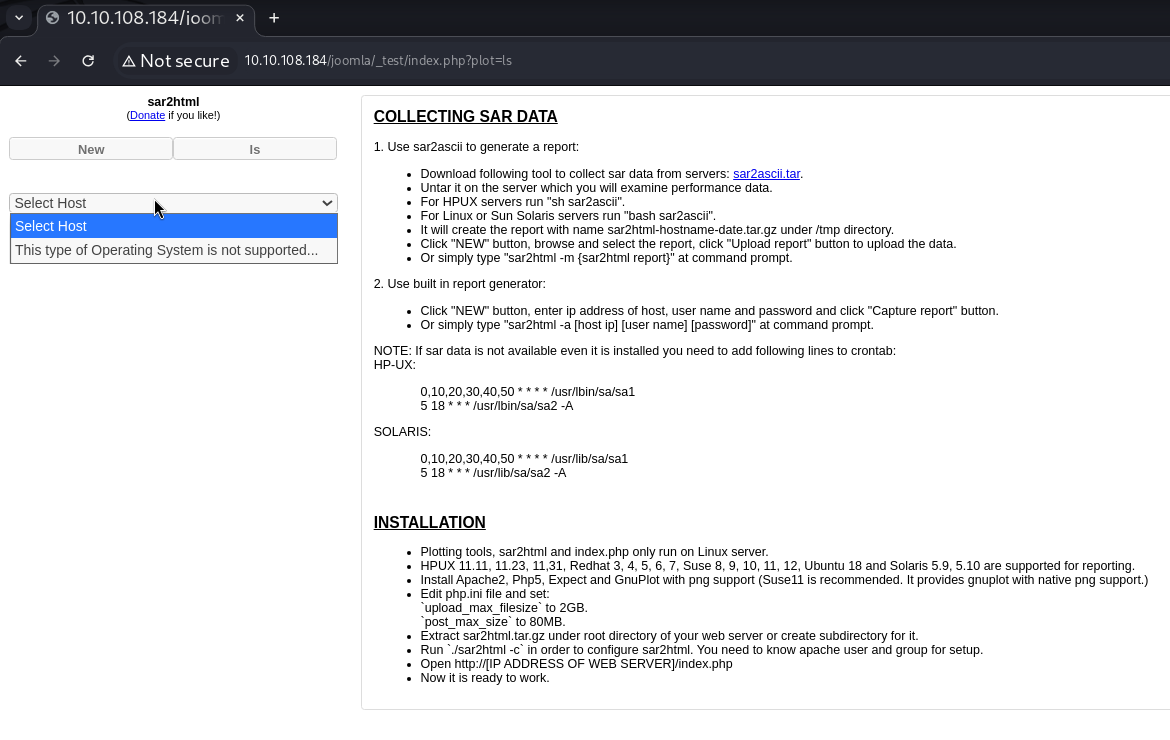 10.10.108.184/joom
Not secure
10.10.108.184/joomla/_test/index.php?plot=ls
sar2html
(Donate if you like!)
New
ls
Select Host
Select Host
This type of Operating System is not supported...
COLLECTING SAR DATA
1. Use sar2ascii to generate a report:
Download following tool to collect sar data from servers: sar2ascii.tar.
Untar it on the server which you will examine performance data.
For HPUX servers run "sh sar2ascii".
For Linux or Sun Solaris servers run "bash sar2ascii".
It will create the report with name sar2html-hostname-date.tar.gz under /tmp directory.
Click "NEW" button, browse and select the report, click "Upload report" button to upload the data.
Or simply type "sar2html -m {sar2html report}" at command prompt.
2. Use built in report generator:
Click "NEW" button, enter ip address of host, user name and password and click "Capture report" button.
Or simply type "sar2html -a [host ip] [user name] [password]" at command prompt.
NOTE: If sar data is not available even it is installed you need to add following lines to crontab:
HP-UX:
0,10,20,30,40,50 * * * * /usr/lbin/sa/sa1
5 18 * * * /usr/lbin/sa/sa2 -A
SOLARIS:
0,10,20,30,40,50 * * * * /usr/lib/sa/sa1
5 18 * * * /usr/lib/sa/sa2 -A
INSTALLATION
Plotting tools, sar2html and index.php only run on Linux server.
HPUX 11.11, 11.23, 11,31, Redhat 3, 4, 5, 6, 7, Suse 8, 9, 10, 11, 12, Ubuntu 18 and Solaris 5.9, 5.10 are supported for reporting.
Install Apache2, Php5, Expect and GnuPlot with png support (Suse11 is recommended. It provides gnuplot with native png support.)
Edit php.ini file and set:
`upload_max_filesize` to 2GB.
`post_max_size` to 80MB.
Extract sar2html.tar.gz under root directory of your web server or create subdirectory for it.
Run `./sar2html -c` in order to configure sar2html. You need to know apache user and group for setup.
Open http://[IP ADDRESS OF WEB SERVER]/index.php
Now it is ready to work.